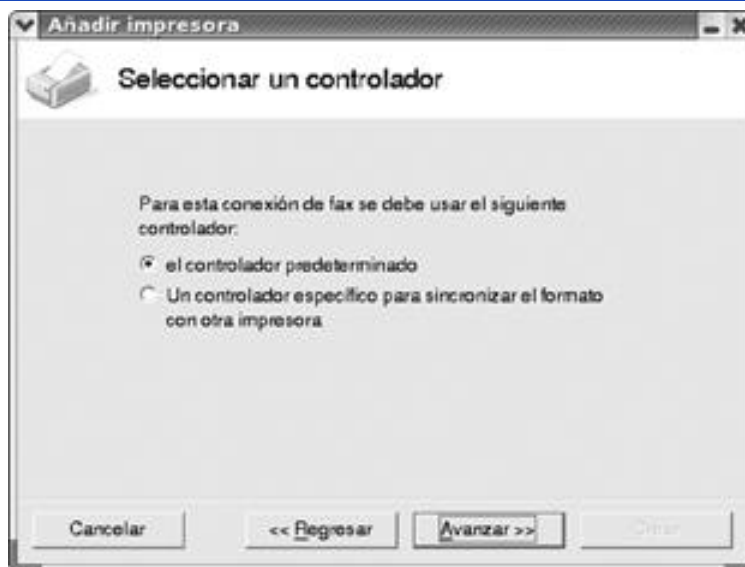 Añadir impresora
Seleccionar un controlador
Para esta conexión de fax se debe usar el siguiente
controlador:
el controlador predeterminado
Un controlador específico para sincronizar el formato
con otra impresora
Cancelar
<< Regresar
Avanzar >>
Crear